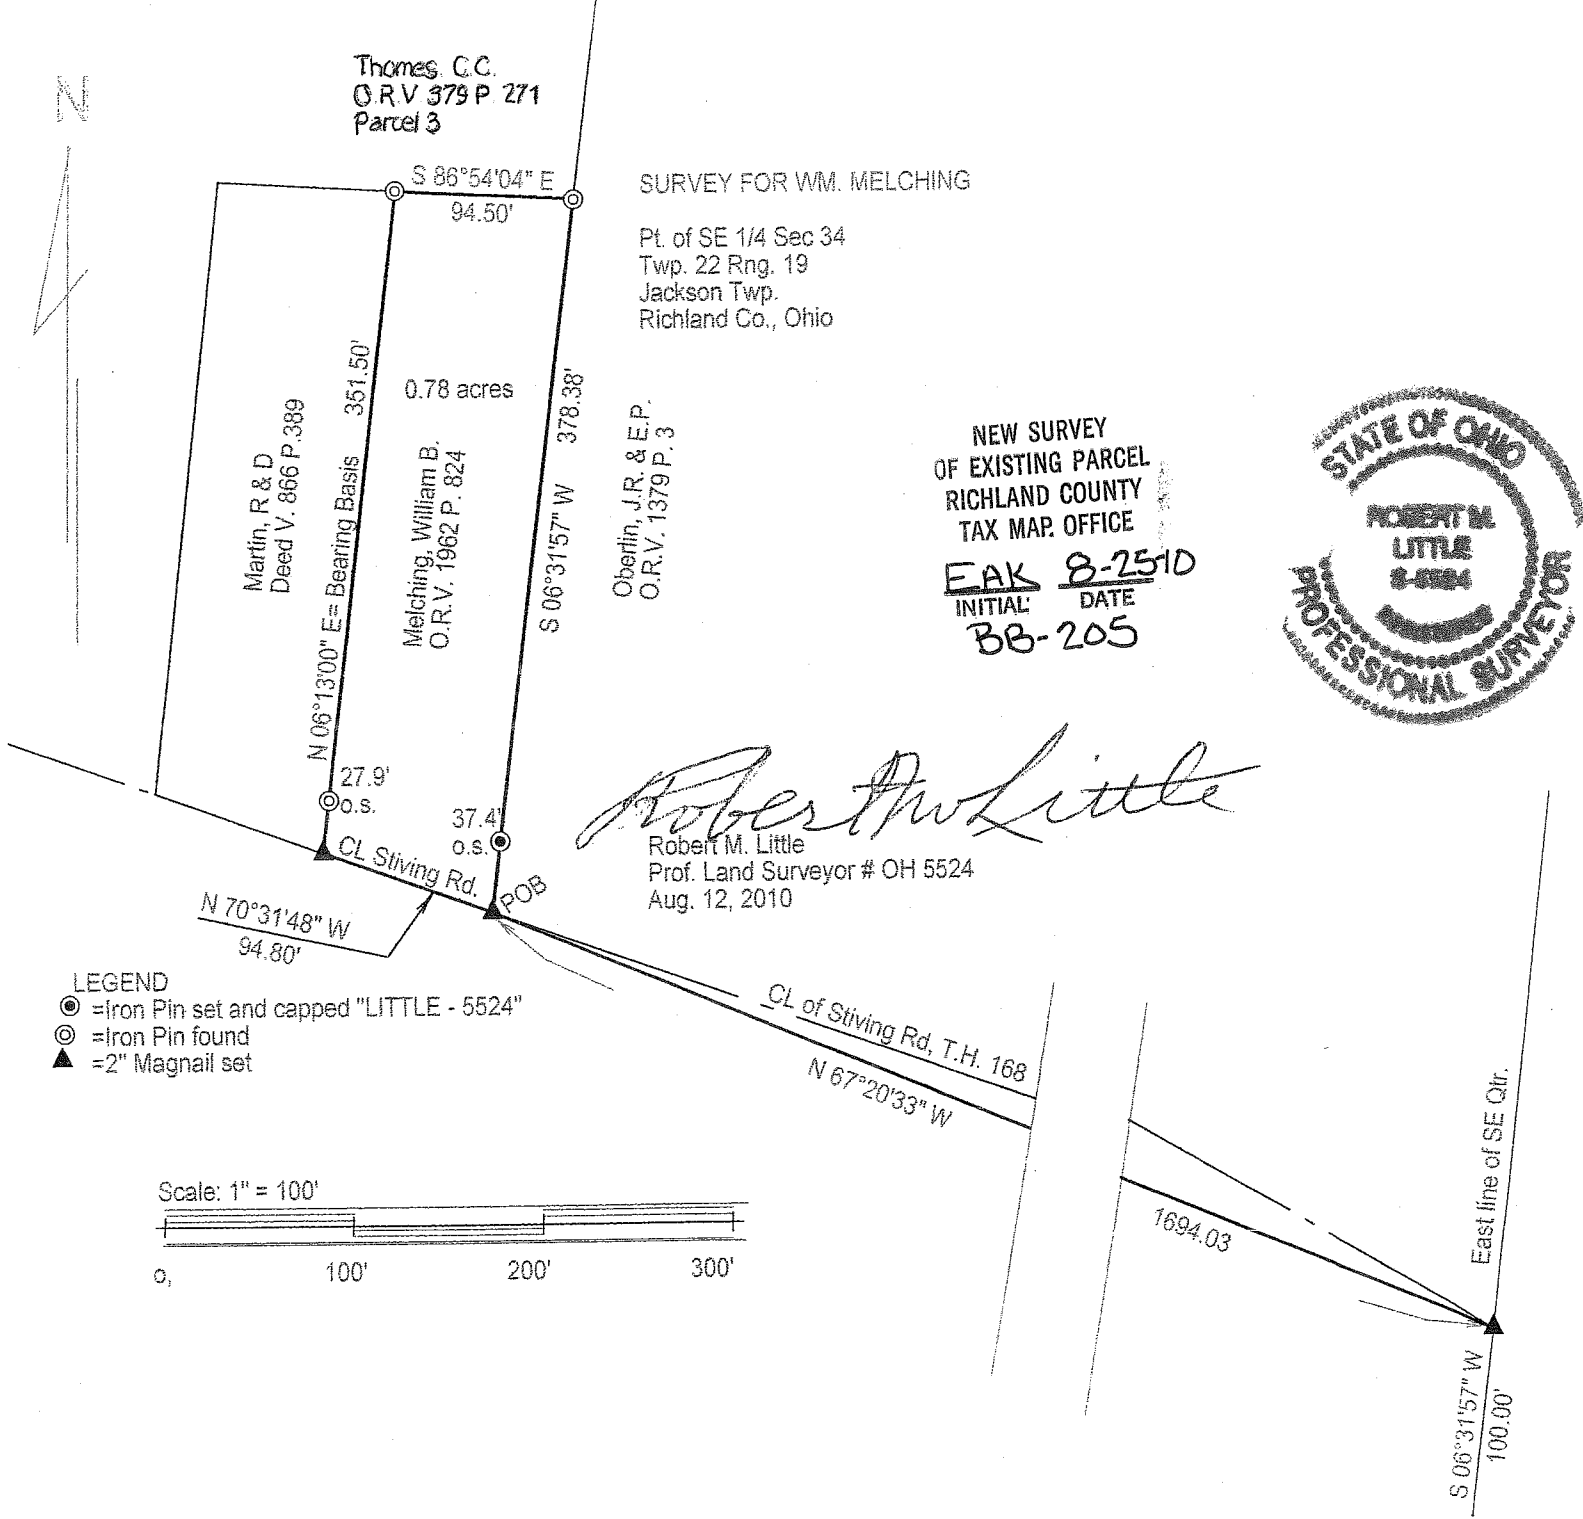 N
Thomes. C.C.
O.R.V 379 P. 271
Parcel 3
S 86°54'04" E
94.50'
SURVEY FOR WM. MELCHING
Pt. of SE 1/4 Sec 34
Twp. 22 Rng. 19
Jackson Twp.
Richland Co., Ohio
Martin, R & D
Deed V. 866 P.389
N 06°13'00" E= Bearing Basis 351.50'
0.78 acres
Melching, William B.
O.R.V. 1962 P. 824
S 06°31'57" W 378.38'
Oberlin, J.R. & E.P.
O.R.V. 1379 P. 3
NEW SURVEY
OF EXISTING PARCEL
RICHLAND COUNTY
TAX MAP. OFFICE
EAK 8-25-10
INITIAL DATE
BB-205
STATE OF OHIO
ROBERT M.
LITTLE
S-5524
PROFESSIONAL SURVEYOR
27.9'
o.s.
37.4'
o.s.
CL Stiving Rd.
POB
N 70°31'48" W
94.80'
Robert M Little
Robert M. Little
Prof. Land Surveyor # OH 5524
Aug. 12, 2010
LEGEND
=Iron Pin set and capped "LITTLE - 5524"
=Iron Pin found
=2" Magnail set
CL of Stiving Rd, T.H. 168
N 67°20'33" W
1694.03
East line of SE Qtr.
S 06°31'57" W
100.00'
Scale: 1" = 100'
o, 100' 200' 300'